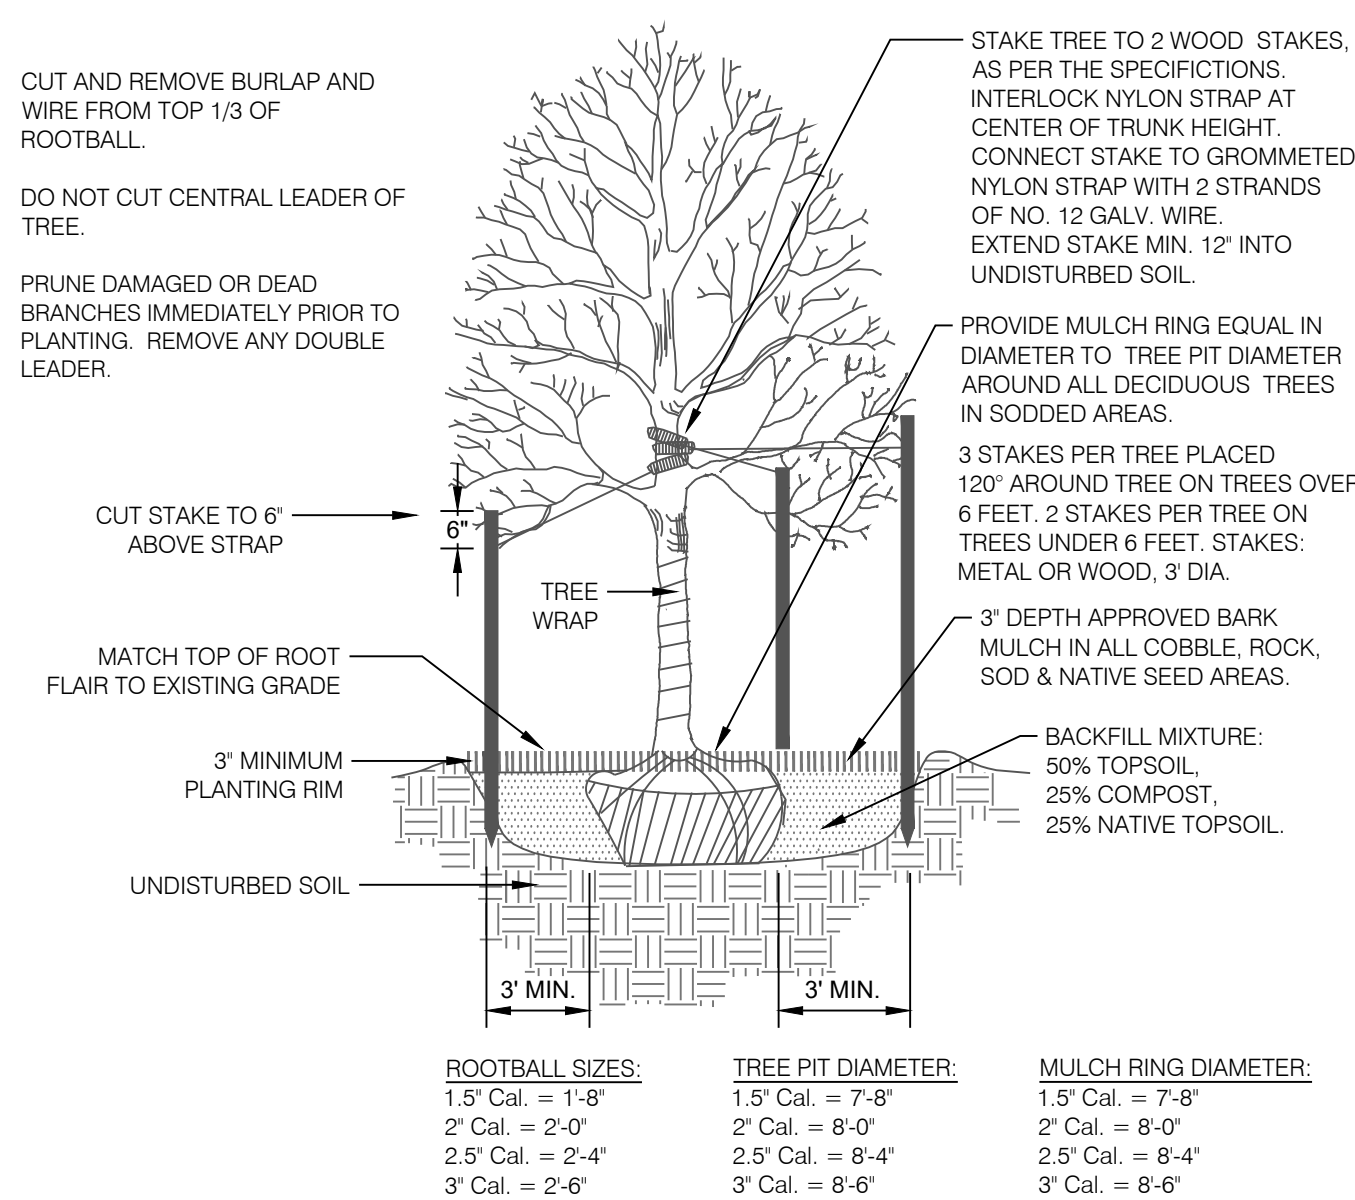 CUT AND REMOVE BURLAP AND
WIRE FROM TOP 1/3 OF
ROOTBALL.
DO NOT CUT CENTRAL LEADER OF
TREE.
PRUNE DAMAGED OR DEAD
BRANCHES IMMEDIATELY PRIOR TO
PLANTING. REMOVE ANY DOUBLE
LEADER.
STAKE TREE TO 2 WOOD STAKES,
AS PER THE SPECIFICTIONS.
INTERLOCK NYLON STRAP AT
CENTER OF TRUNK HEIGHT.
CONNECT STAKE TO GROMMETED
NYLON STRAP WITH 2 STRANDS
OF NO. 12 GALV. WIRE.
EXTEND STAKE MIN. 12" INTO
UNDISTURBED SOIL.
PROVIDE MULCH RING EQUAL IN
DIAMETER TO TREE PIT DIAMETER
AROUND ALL DECIDUOUS TREES
IN SODDED AREAS.
3 STAKES PER TREE PLACED
120° AROUND TREE ON TREES OVER
6 FEET. 2 STAKES PER TREE ON
TREES UNDER 6 FEET. STAKES:
METAL OR WOOD, 3' DIA.
CUT STAKE TO 6"
ABOVE STRAP
6"
TREE
WRAP
3" DEPTH APPROVED BARK
MULCH IN ALL COBBLE, ROCK,
SOD & NATIVE SEED AREAS.
MATCH TOP OF ROOT
FLAIR TO EXISTING GRADE
3" MINIMUM
PLANTING RIM
BACKFILL MIXTURE:
50% TOPSOIL,
25% COMPOST,
25% NATIVE TOPSOIL.
UNDISTURBED SOIL
3' MIN.
3' MIN.
ROOTBALL SIZES:
1.5" Cal. = 1'-8"
2" Cal. = 2'-0"
2.5" Cal. = 2'-4"
3" Cal. = 2'-6"
TREE PIT DIAMETER:
1.5" Cal. = 7'-8"
2" Cal. = 8'-0"
2.5" Cal. = 8'-4"
3" Cal. = 8'-6"
MULCH RING DIAMETER:
1.5" Cal. = 7'-8"
2" Cal. = 8'-0"
2.5" Cal. = 8'-4"
3" Cal. = 8'-6"